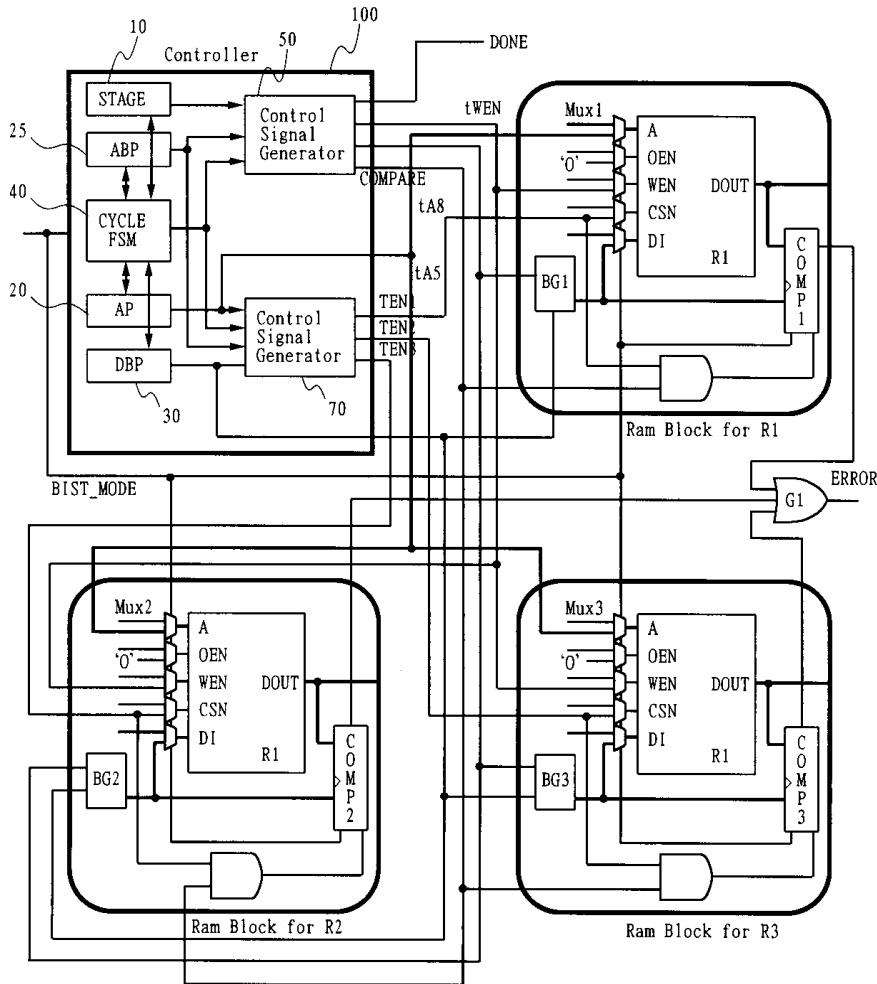 100
10
Controller
50
DONE
STAGE
Control
Signal
Generator
25
ABP
40
CYCLE
FSM
COMPARE
tWEN
tA8
tA5
20
AP
TEN1
TEN2
TEN3
Control
Signal
Generator
DBP
30
70
BIST_MODE
Mux1
A
OEN
'0'
WEN
DOUT
CSN
DI
R1
BG1
COMP1
Ram Block for R1
G1
ERROR
Mux2
A
OEN
'0'
WEN
DOUT
CSN
DI
R1
BG2
COMP2
Ram Block for R2
Mux3
A
OEN
'0'
WEN
DOUT
CSN
DI
R1
BG3
COMP3
Ram Block for R3